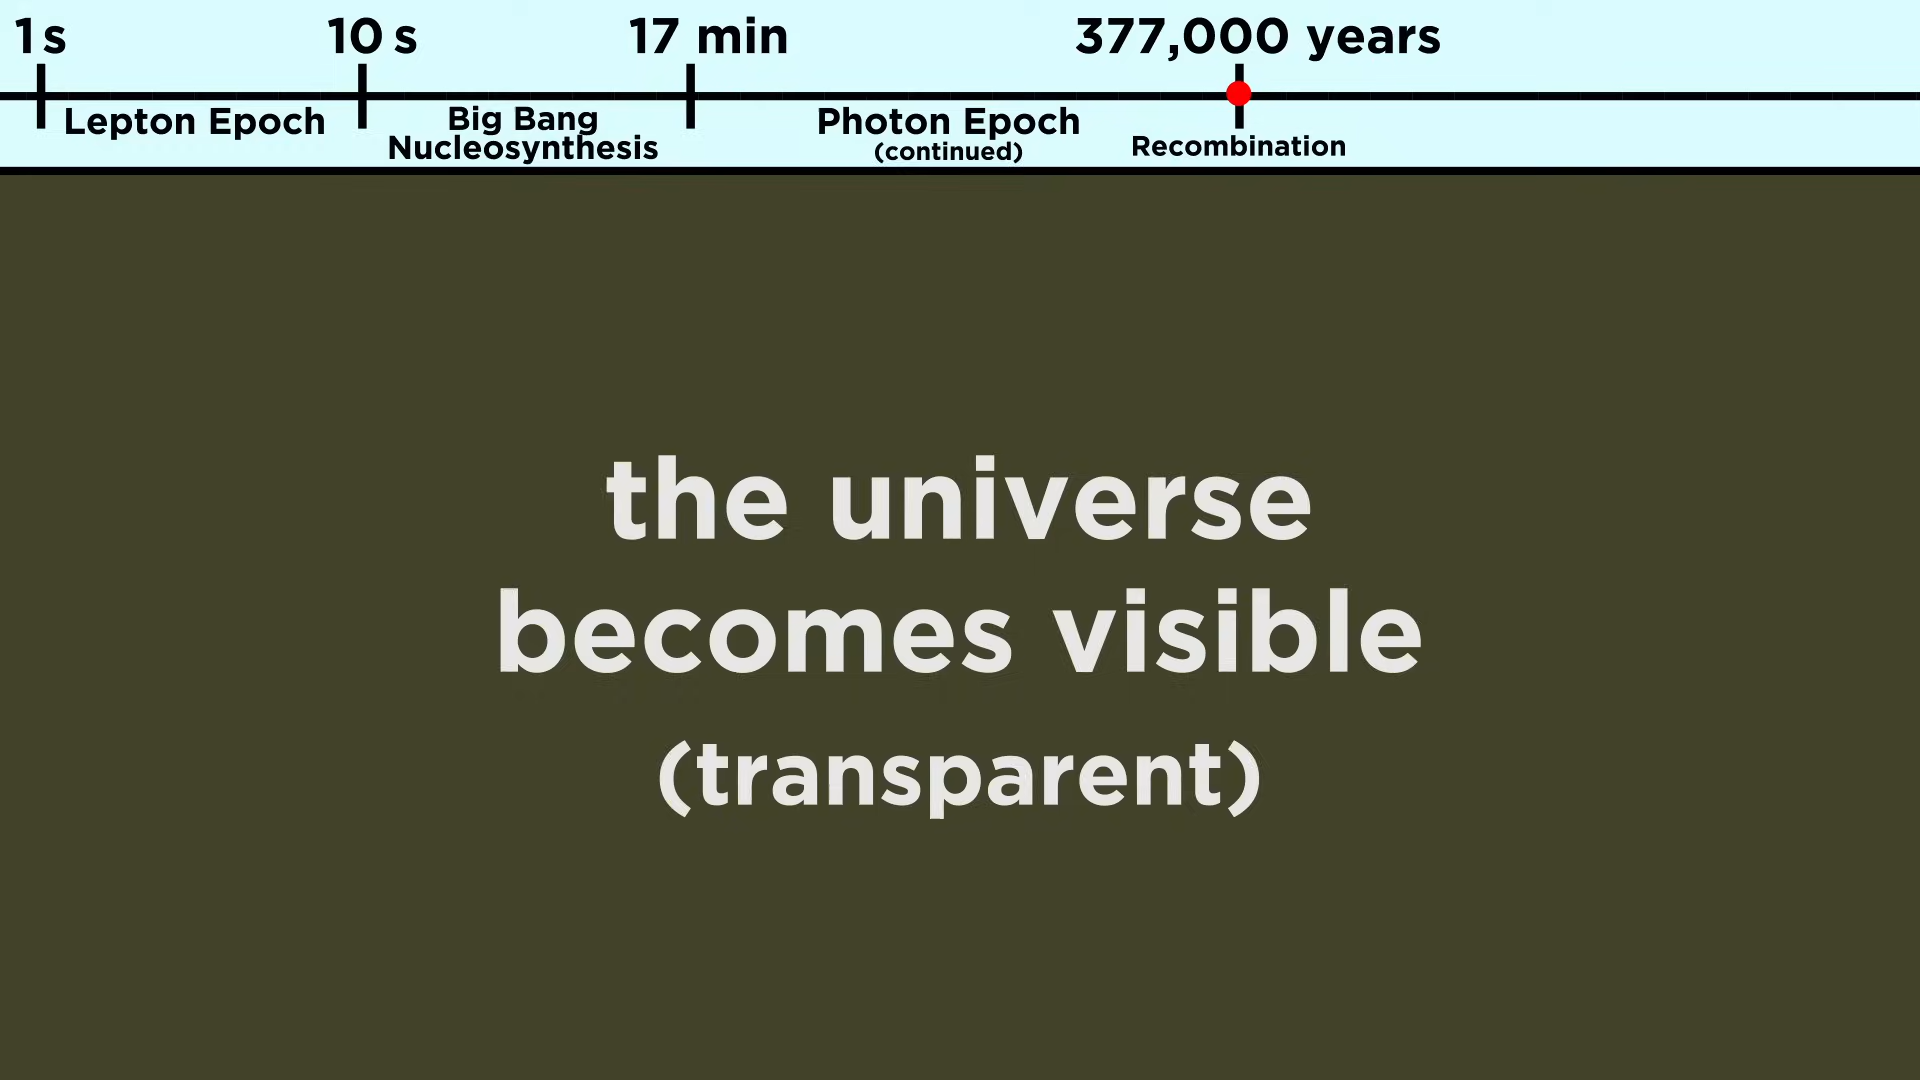 1 s 10 s 17 min 377,000 years
Lepton Epoch
Big Bang
Nucleosynthesis
Photon Epoch
(continued)
Recombination
the universe
becomes visible
(transparent)